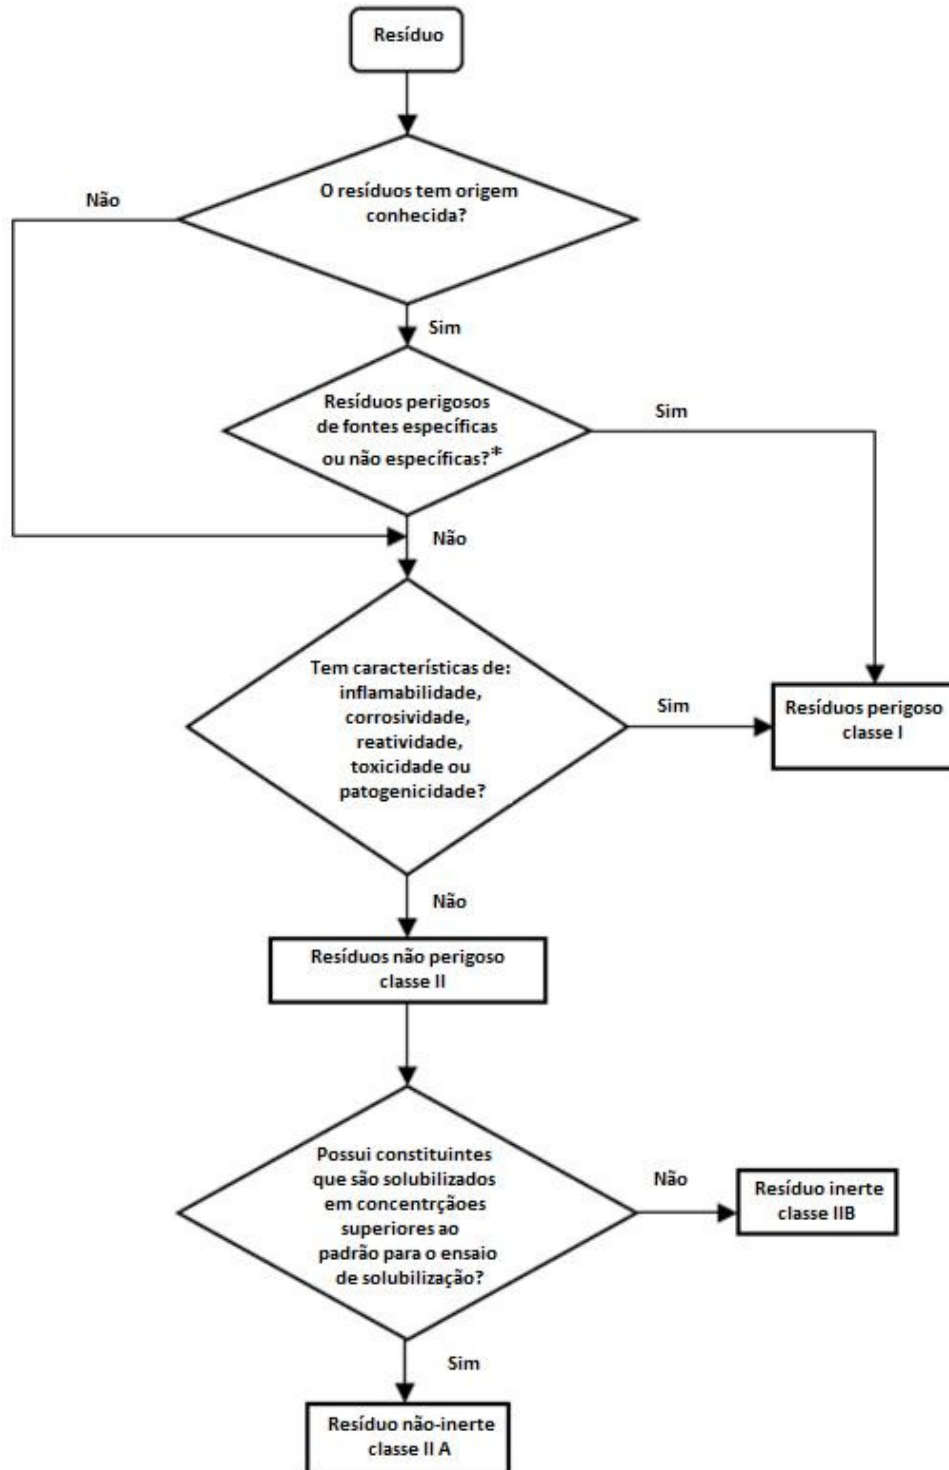 Resíduo
O resíduos tem origem
conhecida?
Não
Sim
Resíduos perigosos
de fontes específicas
ou não específicas?*
Sim
Não
Tem características de:
inflamabilidade,
corrosividade,
reatividade,
toxicidade ou
patogenicidade?
Sim
Resíduos perigoso
classe I
Não
Resíduos não perigoso
classe II
Possui constituintes
que são solubilizados
em concentrçãoes
superiores ao
padrão para o ensaio
de solubilização?
Não
Resíduo inerte
classe IIB
Sim
Resíduo não-inerte
classe II A